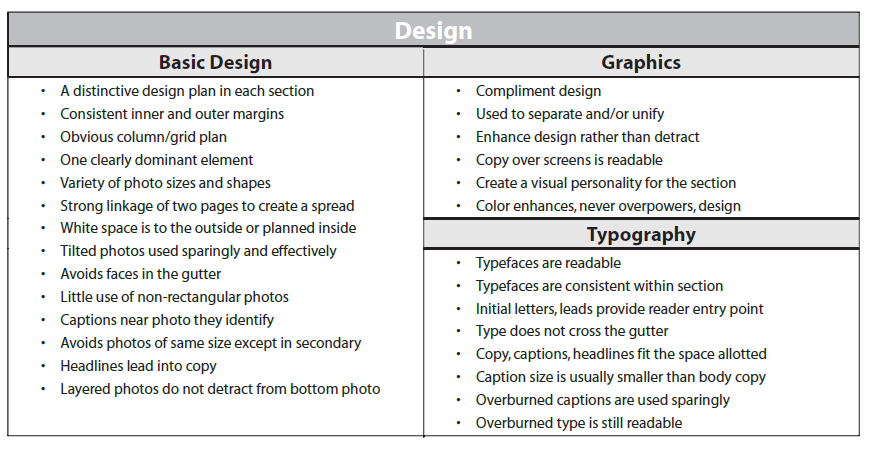 Design
Basic Design
• A distinctive design plan in each section
• Consistent inner and outer margins
• Obvious column/grid plan
• One clearly dominant element
• Variety of photo sizes and shapes
• Strong linkage of two pages to create a spread
• White space is to the outside or planned inside
• Tilted photos used sparingly and effectively
• Avoids faces in the gutter
• Little use of non-rectangular photos
• Captions near photo they identify
• Avoids photos of same size except in secondary
• Headlines lead into copy
• Layered photos do not detract from bottom photo
Graphics
• Compliment design
• Used to separate and/or unify
• Enhance design rather than detract
• Copy over screens is readable
• Create a visual personality for the section
• Color enhances, never overpowers, design
Typography
• Typefaces are readable
• Typefaces are consistent within section
• Initial letters, leads provide reader entry point
• Type does not cross the gutter
• Copy, captions, headlines fit the space allotted
• Caption size is usually smaller than body copy
• Overburned captions are used sparingly
• Overburned type is still readable